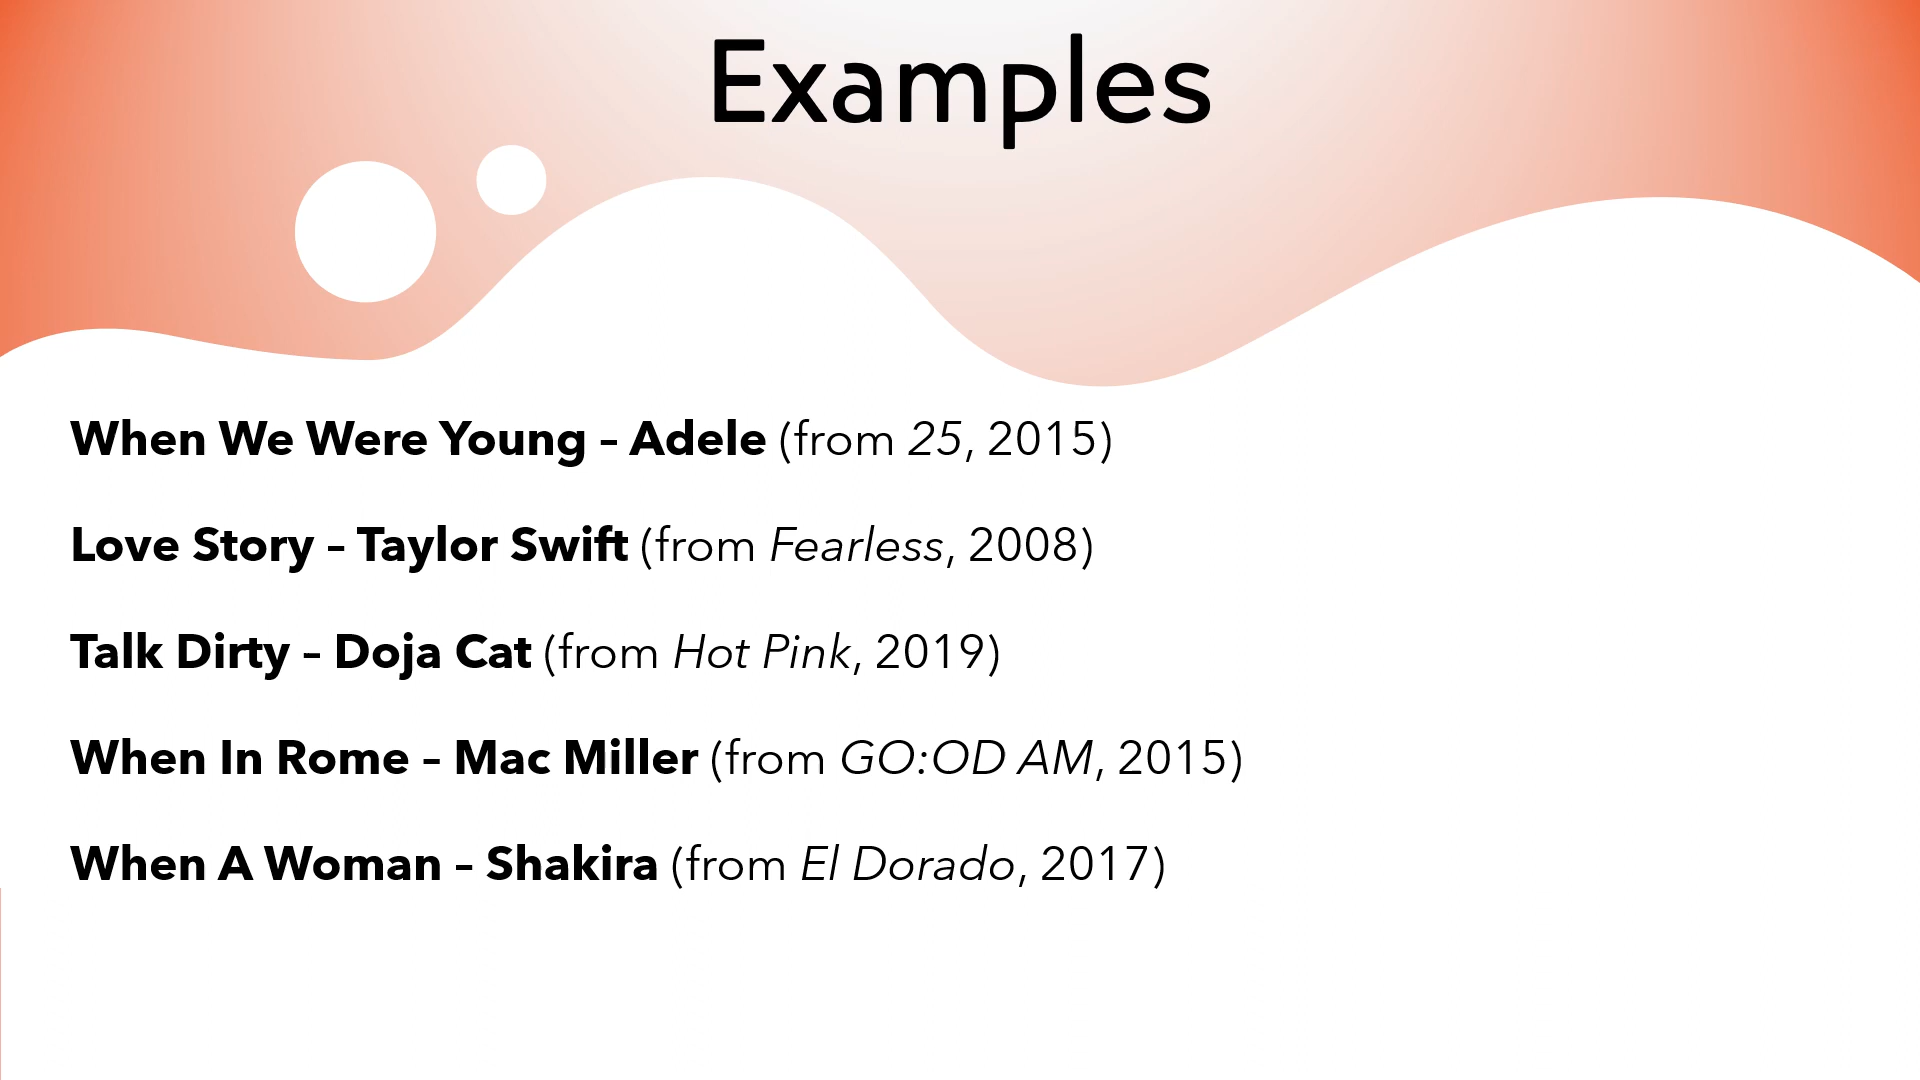 Examples
When We Were Young – Adele (from 25, 2015)
Love Story – Taylor Swift (from Fearless, 2008)
Talk Dirty – Doja Cat (from Hot Pink, 2019)
When In Rome – Mac Miller (from GO:OD AM, 2015)
When A Woman – Shakira (from El Dorado, 2017)